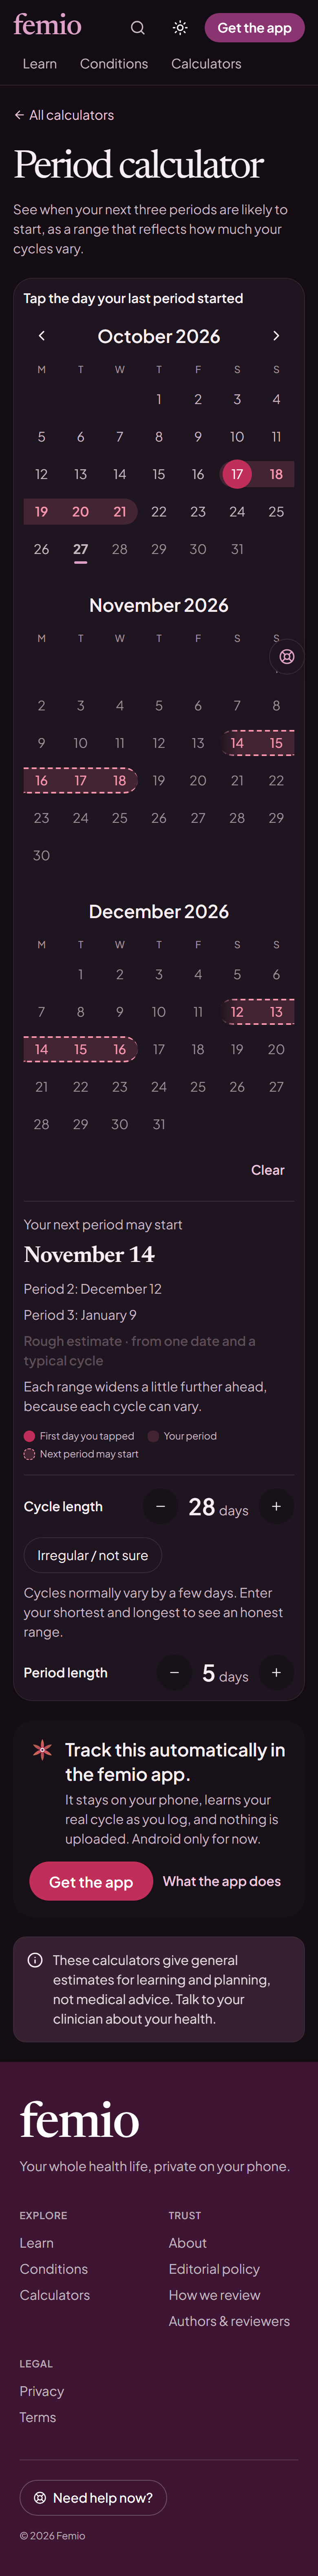 femio
Get the app
Learn Conditions Calculators
← All calculators
Period calculator
See when your next three periods are likely to
start, as a range that reflects how much your
cycles vary.
Tap the day your last period started
October 2026
M T W T F S S
1 2 3 4
5 6 7 8 9 10 11
12 13 14 15 16 17 18
19 20 21 22 23 24 25
26 27 28 29 30 31
November 2026
M T W T F S S
2 3 4 5 6 7 8
9 10 11 12 13 14 15
16 17 18 19 20 21 22
23 24 25 26 27 28 29
30
December 2026
M T W T F S S
1 2 3 4 5 6
7 8 9 10 11 12 13
14 15 16 17 18 19 20
21 22 23 24 25 26 27
28 29 30 31
Clear
Your next period may start
November 14
Period 2: December 12
Period 3: January 9
Rough estimate · from one date and a
typical cycle
Each range widens a little further ahead,
because each cycle can vary.
First day you tapped Your period
Next period may start
Cycle length − 28 days +
Irregular / not sure
Cycles normally vary by a few days. Enter
your shortest and longest to see an honest
range.
Period length − 5 days +
Track this automatically in
the femio app.
It stays on your phone, learns your
real cycle as you log, and nothing is
uploaded. Android only for now.
Get the app What the app does
These calculators give general
estimates for learning and planning,
not medical advice. Talk to your
clinician about your health.
femio
Your whole health life, private on your phone.
EXPLORE
Learn
Conditions
Calculators
TRUST
About
Editorial policy
How we review
Authors & reviewers
LEGAL
Privacy
Terms
Need help now?
© 2026 Femio